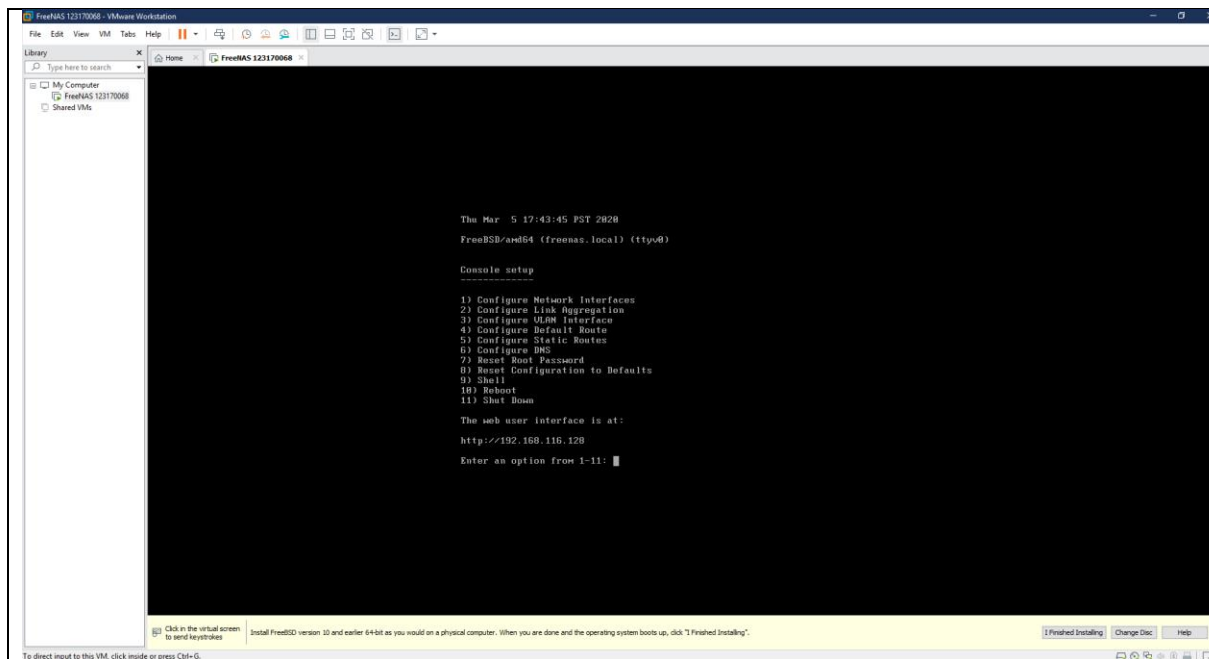 FreeNAS 123170068 - VMware Workstation
File Edit View VM Tabs Help
Library
Type here to search
My Computer
FreeNAS 123170068
Shared VMs
Home
FreeNAS 123170068
Thu Mar 5 17:43:45 PST 2020
FreeBSD/amd64 (freenas.local) (ttyv0)
Console setup
-------------
1) Configure Network Interfaces
2) Configure Link Aggregation
3) Configure VLAN Interface
4) Configure Default Route
5) Configure Static Routes
6) Configure DNS
7) Reset Root Password
8) Reset Configuration to Defaults
9) Shell
10) Reboot
11) Shut Down
The web user interface is at:
http://192.168.116.128
Enter an option from 1-11:
Click in the virtual screen
to send keystrokes
Install FreeBSD version 10 and earlier 64-bit as you would on a physical computer. When you are done and the operating system boots up, click "I Finished Installing".
I Finished Installing
Change Disc
Help
To direct input to this VM, click inside or press Ctrl+G.